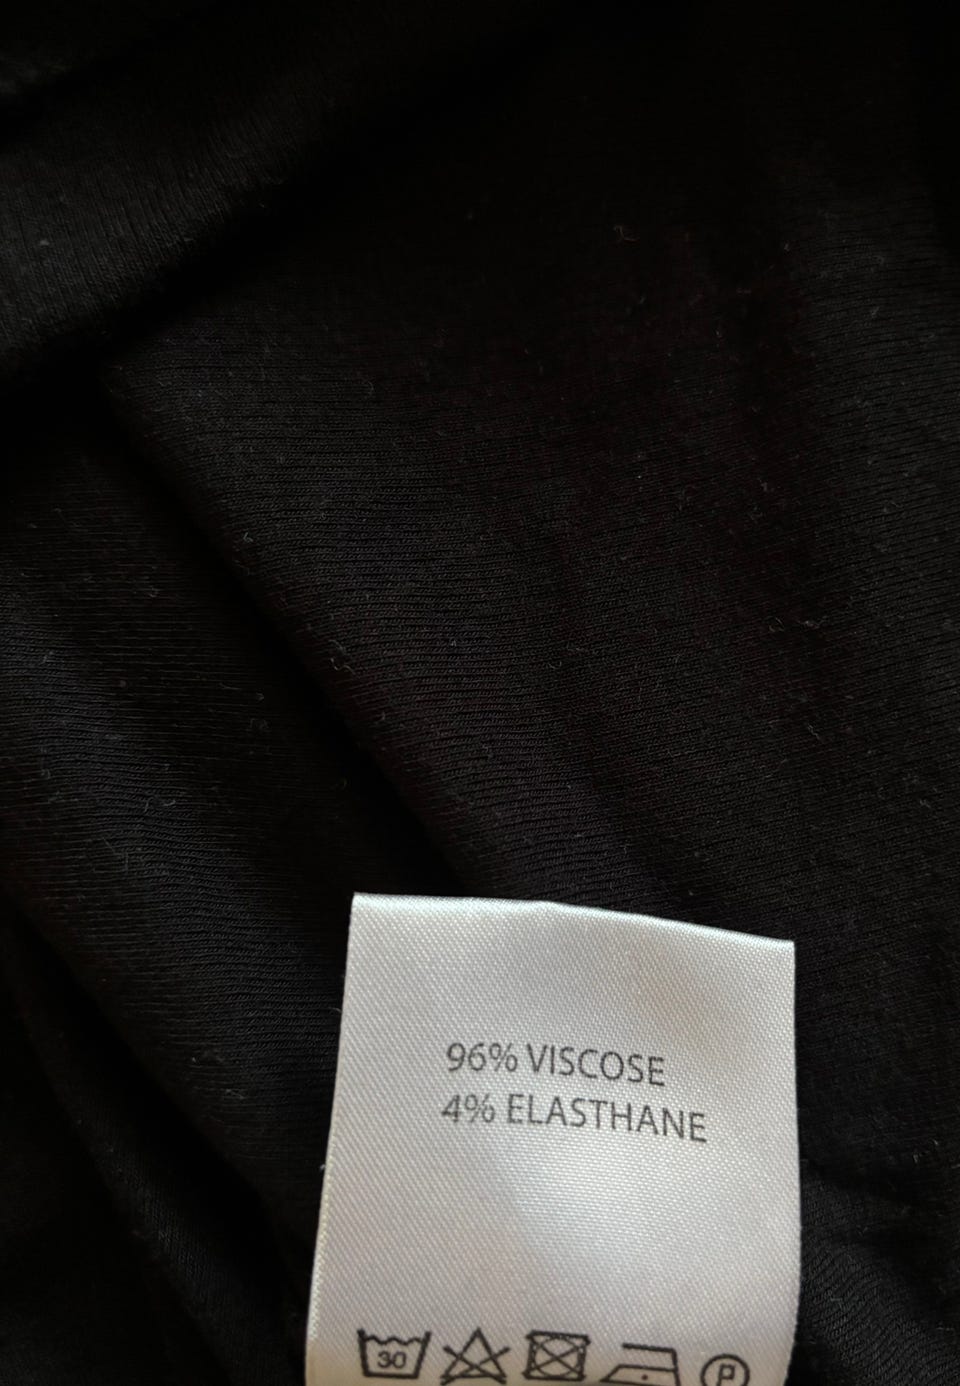 96% VISCOSE
4% ELASTHANE
30 P